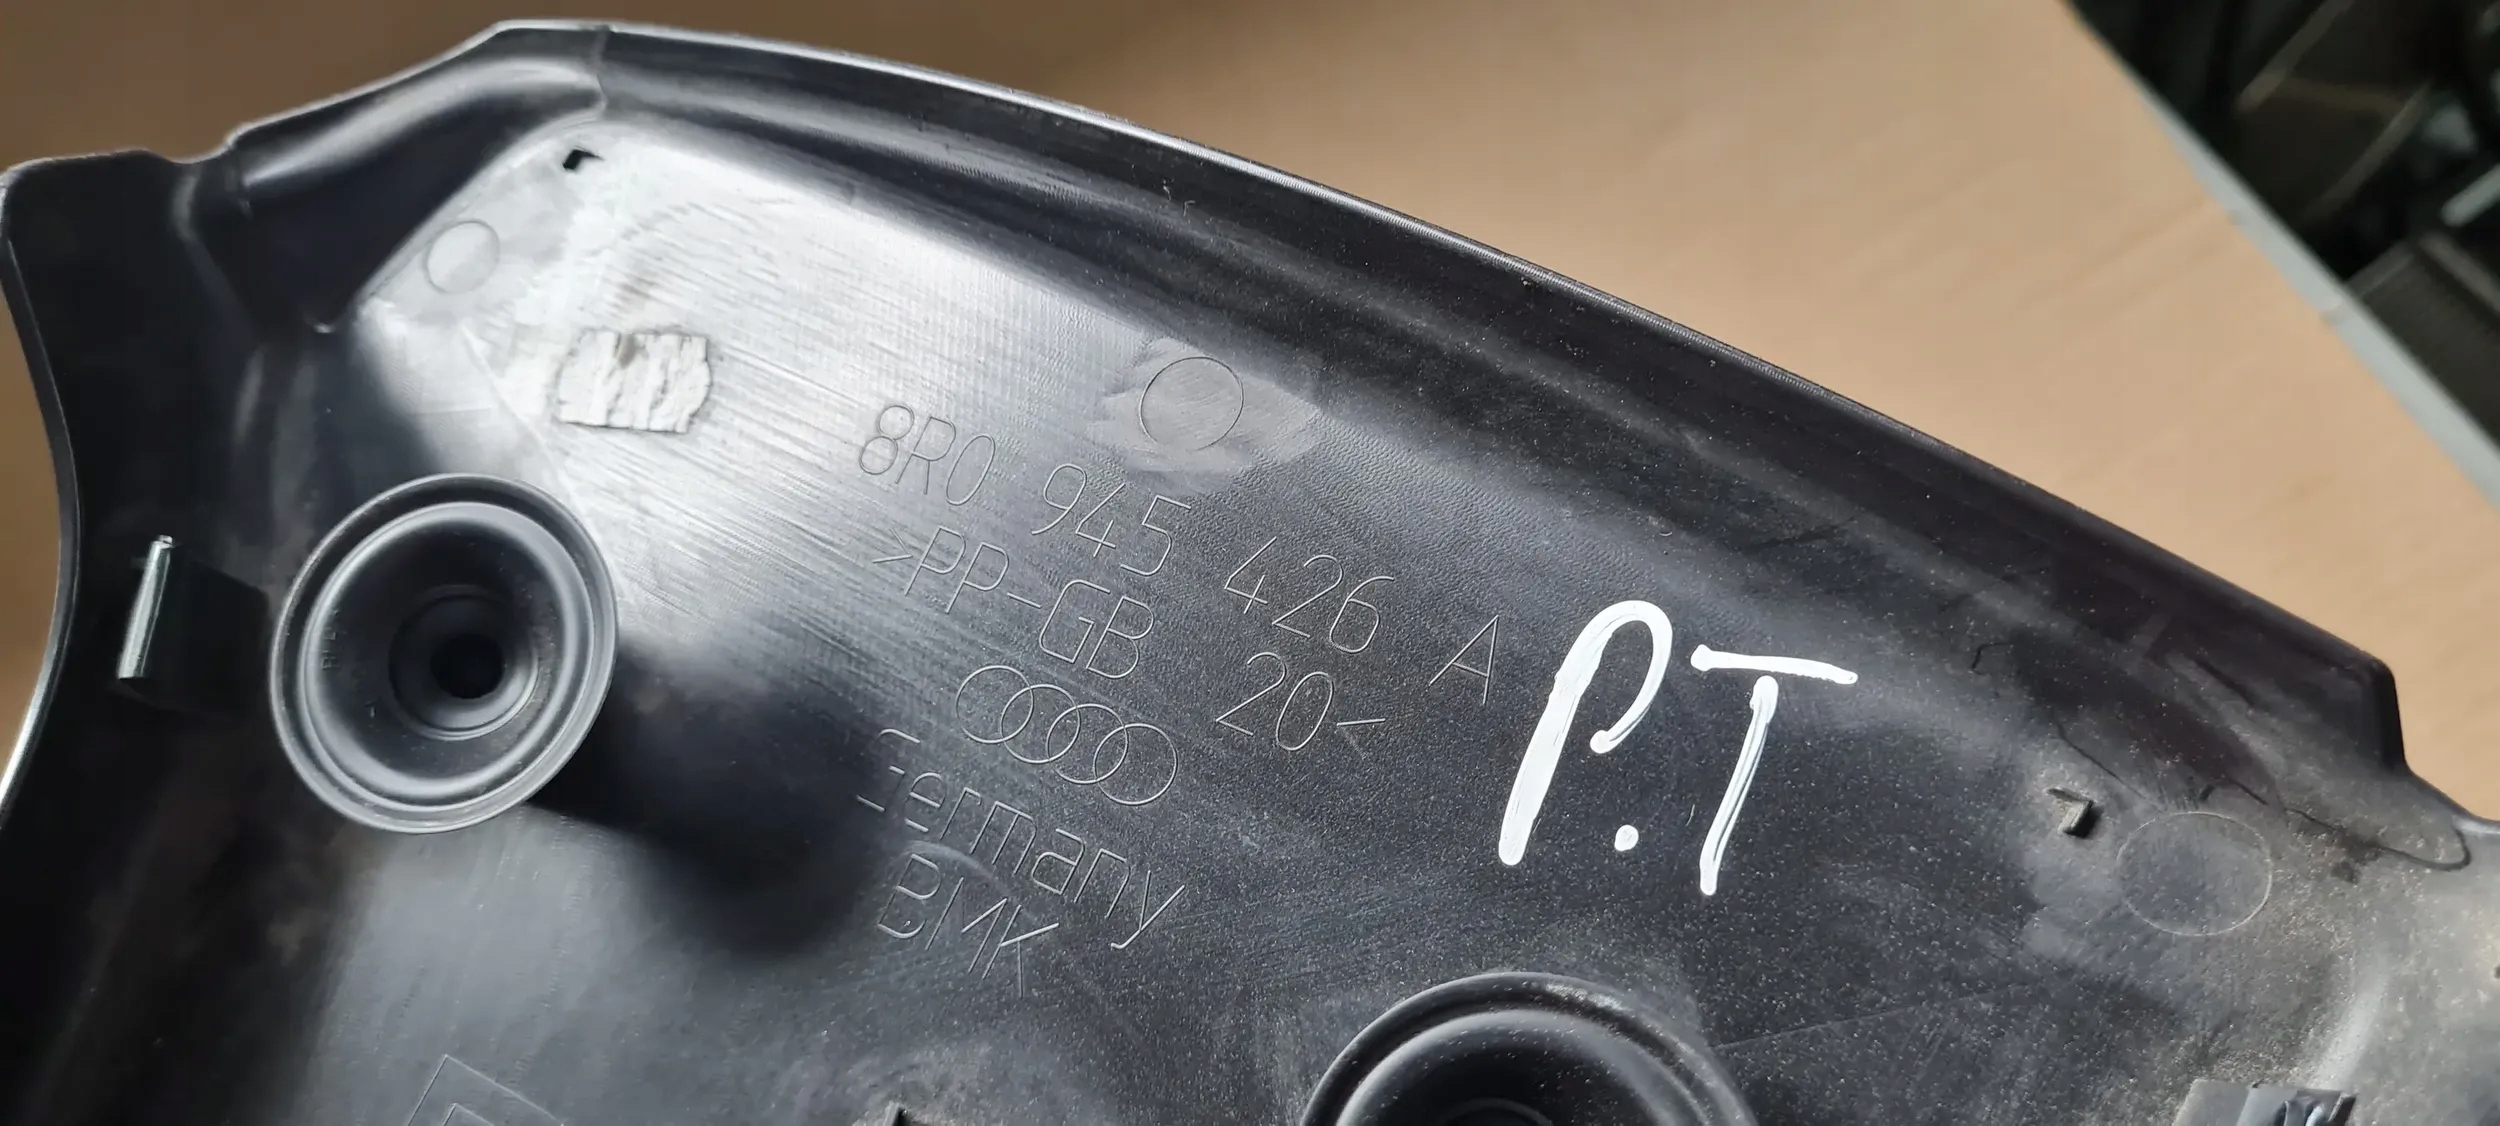 8R0 945 426 A
>PP-GB 20<
Germany
BMK
P.T